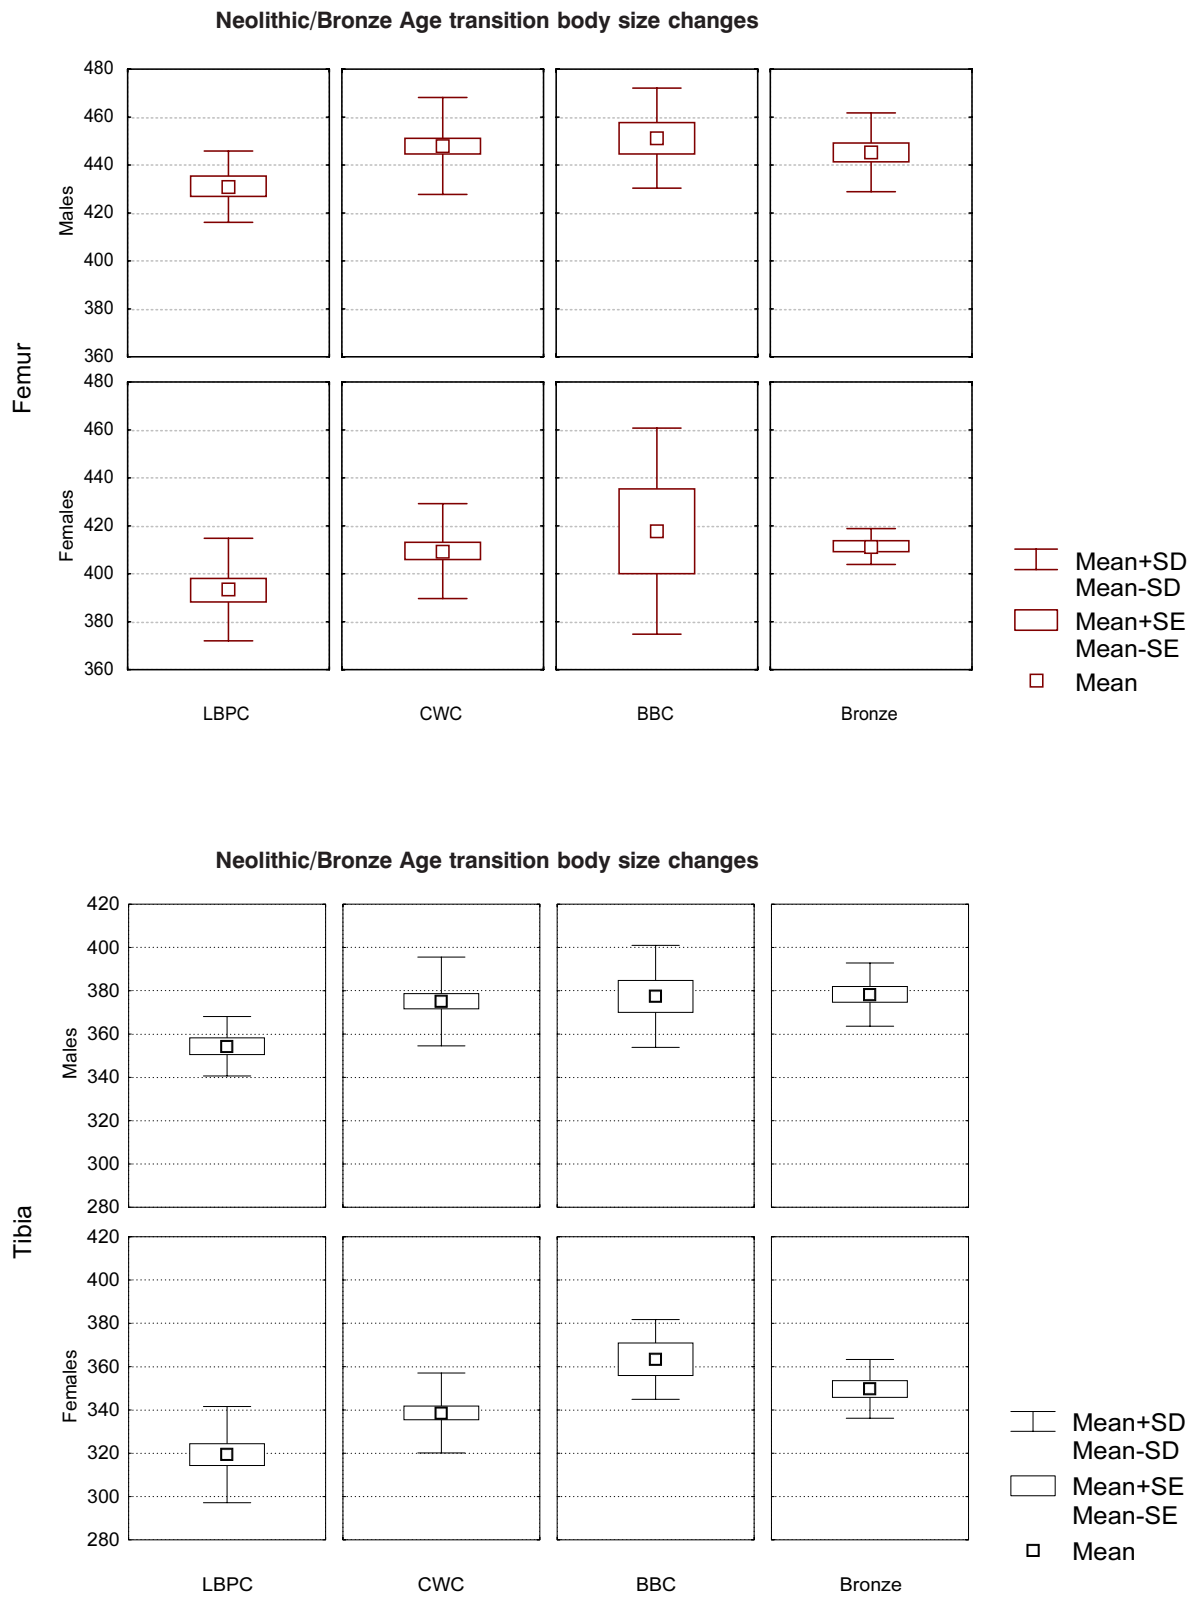 Neolithic/Bronze Age transition body size changes
480
460
440
420
400
380
360
Males
480
460
440
420
400
380
360
Females
Femur
LBPC
CWC
BBC
Bronze
Mean+SD
Mean-SD
Mean+SE
Mean-SE
Mean
Neolithic/Bronze Age transition body size changes
420
400
380
360
340
320
300
280
Males
420
400
380
360
340
320
300
280
Females
Tibia
LBPC
CWC
BBC
Bronze
Mean+SD
Mean-SD
Mean+SE
Mean-SE
Mean